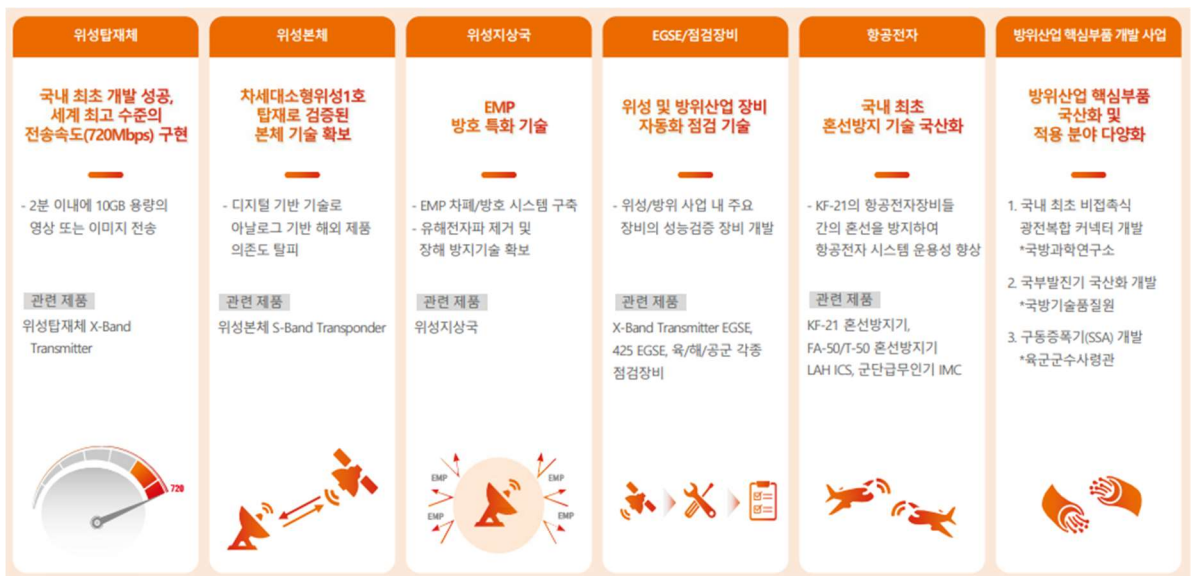 위성탑재체
국내 최초 개발 성공,
세계 최고 수준의
전송속도(720Mbps) 구현
- 2분 이내에 10GB 용량의
영상 또는 이미지 전송
관련 제품
위성탑재체 X-Band
Transmitter
720
위성본체
차세대소형위성1호
탑재로 검증된
본체 기술 확보
- 디지털 기반 기술로
아날로그 기반 해외 제품
의존도 탈피
관련 제품
위성본체 S-Band Transponder
위성지상국
EMP
방호 특화 기술
- EMP 차폐/방호 시스템 구축
- 유해전자파 제거 및
장해 방지기술 확보
관련 제품
위성지상국
EMP
EMP
EMP
EMP
EGSE/점검장비
위성 및 방위산업 장비
자동화 점검 기술
- 위성/방위 사업 내 주요
장비의 성능검증 장비 개발
관련 제품
X-Band Transmitter EGSE,
425 EGSE, 육/해/공군 각종
점검장비
항공전자
국내 최초
혼선방지 기술 국산화
- KF-21의 항공전자장비들
간의 혼선을 방지하여
항공전자 시스템 운용성 향상
관련 제품
KF-21 혼선방지기,
FA-50/T-50 혼선방지기
LAH ICS, 군단급무인기 IMC
방위산업 핵심부품 개발 사업
방위산업 핵심부품
국산화 및
적용 분야 다양화
1. 국내 최초 비접촉식
광전복합 커넥터 개발
*국방과학연구소
2. 국부발진기 국산화 개발
*국방기술품질원
3. 구동증폭기(SSA) 개발
*육군군수사령관